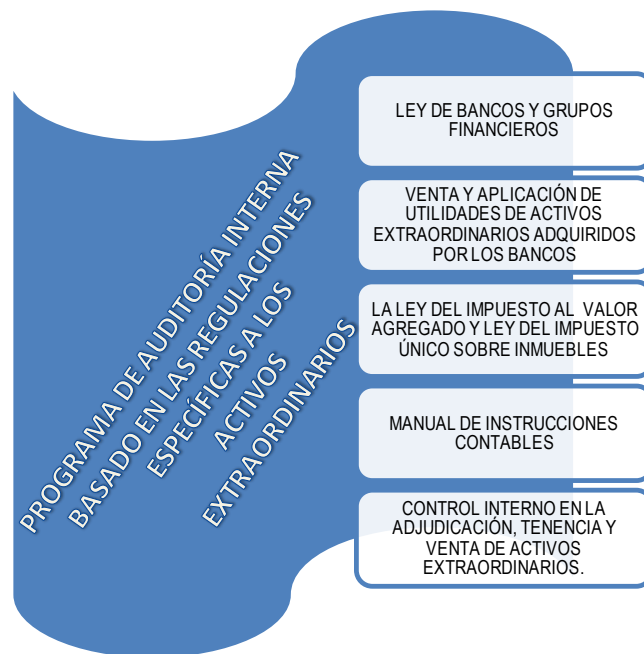 PROGRAMA DE AUDITORÍA INTERNA
BASADO EN LAS REGULACIONES
ESPECÍFICAS A LOS
ACTIVOS
EXTRAORDINARIOS
LEY DE BANCOS Y GRUPOS
FINANCIEROS
VENTA Y APLICACIÓN DE
UTILIDADES DE ACTIVOS
EXTRAORDINARIOS ADQUIRIDOS
POR LOS BANCOS
LA LEY DEL IMPUESTO AL VALOR
AGREGADO Y LEY DEL IMPUESTO
ÚNICO SOBRE INMUEBLES
MANUAL DE INSTRUCCIONES
CONTABLES
CONTROL INTERNO EN LA
ADJUDICACIÓN, TENENCIA Y
VENTA DE ACTIVOS
EXTRAORDINARIOS.